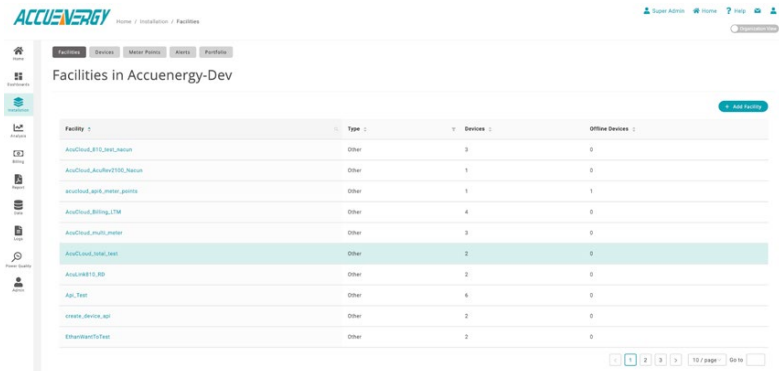 ACCUENERGY
Home / Installation / Facilities
Super Admin Home ? Help
Organization View
Home
Dashboards
Installation
Analysis
Billing
Report
Data
Logs
Power Quality
Admin
Facilities Devices Meter Points Alerts Portfolio
Facilities in Accuenergy-Dev
+ Add Facility
Facility Type Devices Offline Devices
AcuCloud_810_test_nacun Other 3 0
AcuCloud_AcuRev2100_Nacun Other 1 0
acucloud_apr6_meter_points Other 1 1
AcuCloud_Billing_LTM Other 4 0
AcuCloud_multi_meter Other 3 0
AcuCLoud_total_test Other 2 0
AcuLink810_RD Other 2 0
Api_Test Other 6 0
create_device_api Other 2 0
EthanWantToTest Other 2 0
< 1 2 3 > 10 / page Go to